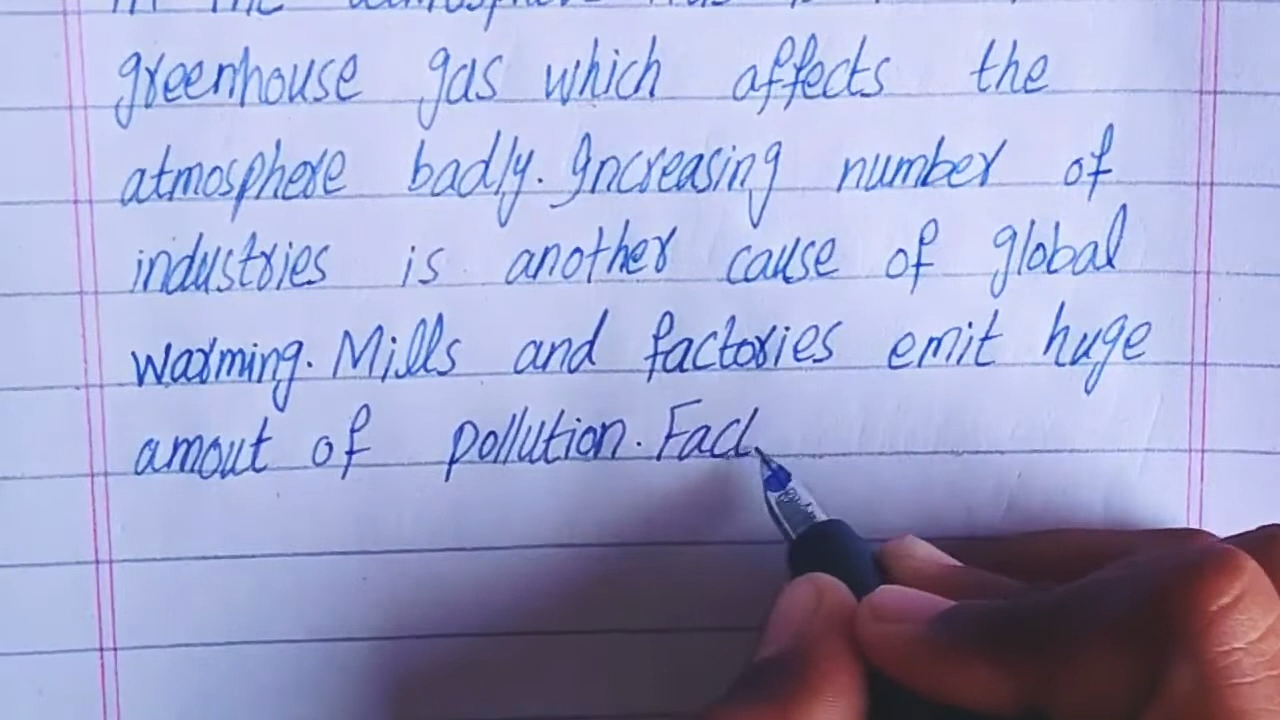 greenhouse gas which affects the
atmosphere badly. Increasing number of
industries is another cause of global
warming. Mills and factories emit huge
amout of pollution. Fact